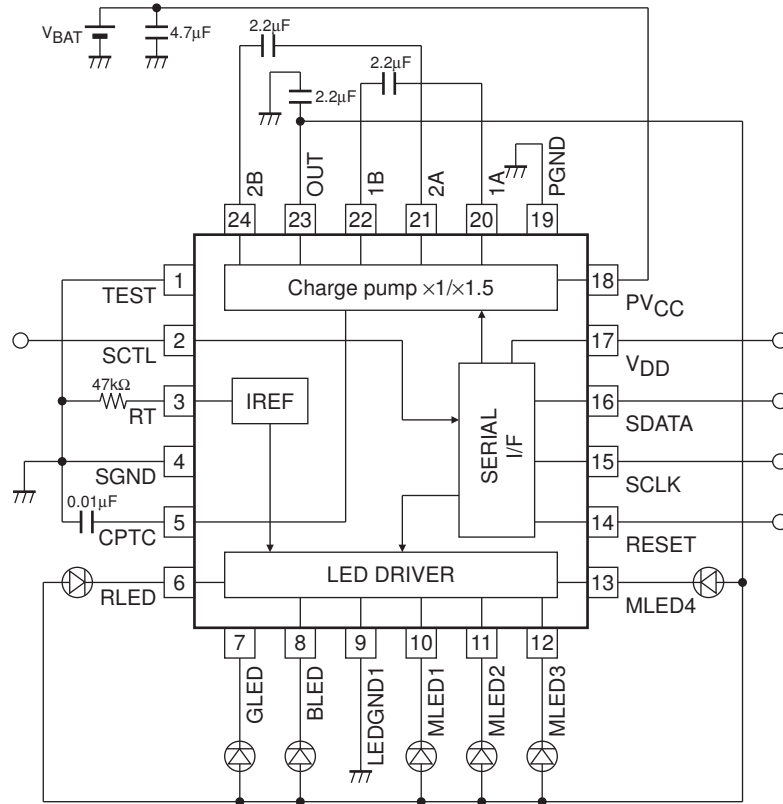 VBAT
4.7μF
2.2μF
2.2μF
2.2μF
2B
OUT
1B
2A
1A
PGND
24
23
22
21
20
19
1
TEST
Charge pump ×1/×1.5
18
PVCC
2
SCTL
17
VDD
47kΩ
3
RT
IREF
SERIAL
I/F
16
SDATA
4
SGND
15
SCLK
0.01μF
5
CPTC
14
RESET
6
RLED
LED DRIVER
13
MLED4
7
8
9
10
11
12
GLED
BLED
LEDGND1
MLED1
MLED2
MLED3